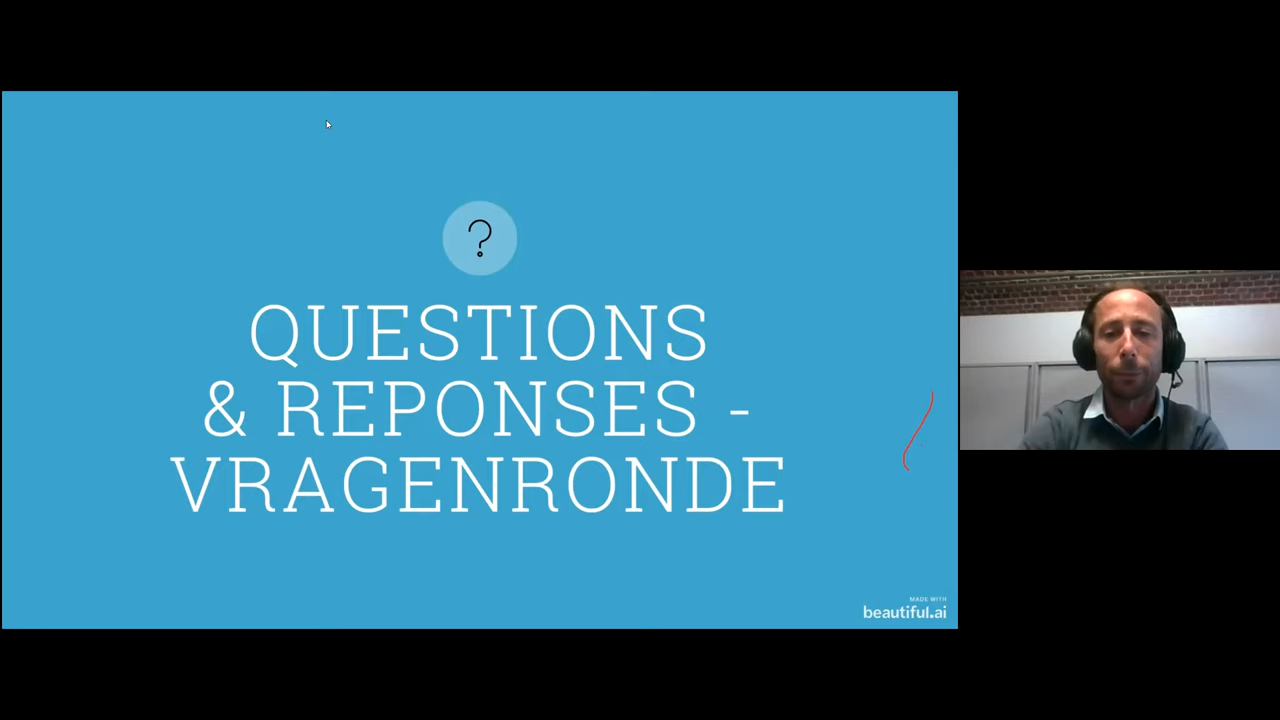 ?
QUESTIONS
& REPONSES -
VRAGENRONDE
MADE WITH
beautiful.ai